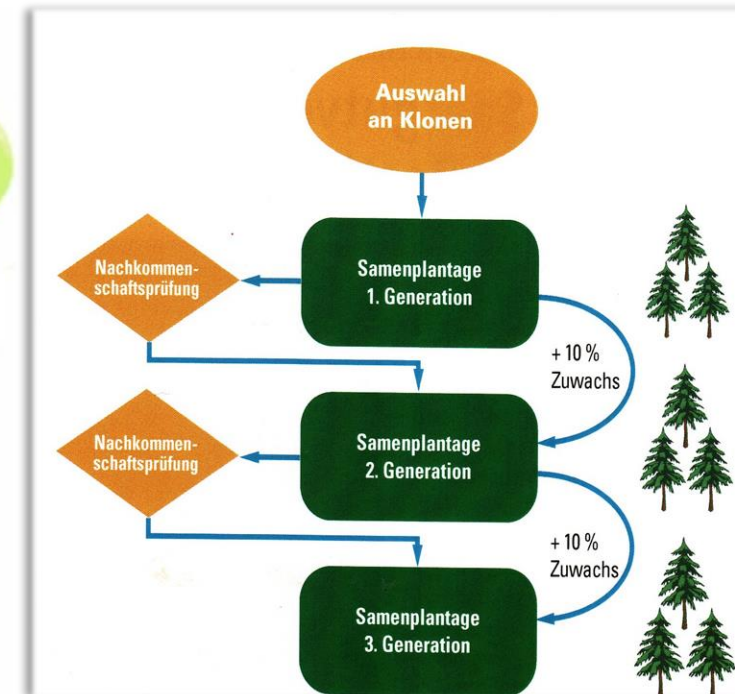 Auswahl
an Klonen
Nachkommen-
schaftsprüfung
Samenplantage
1. Generation
+ 10 %
Zuwachs
Nachkommen-
schaftsprüfung
Samenplantage
2. Generation
+ 10 %
Zuwachs
Samenplantage
3. Generation